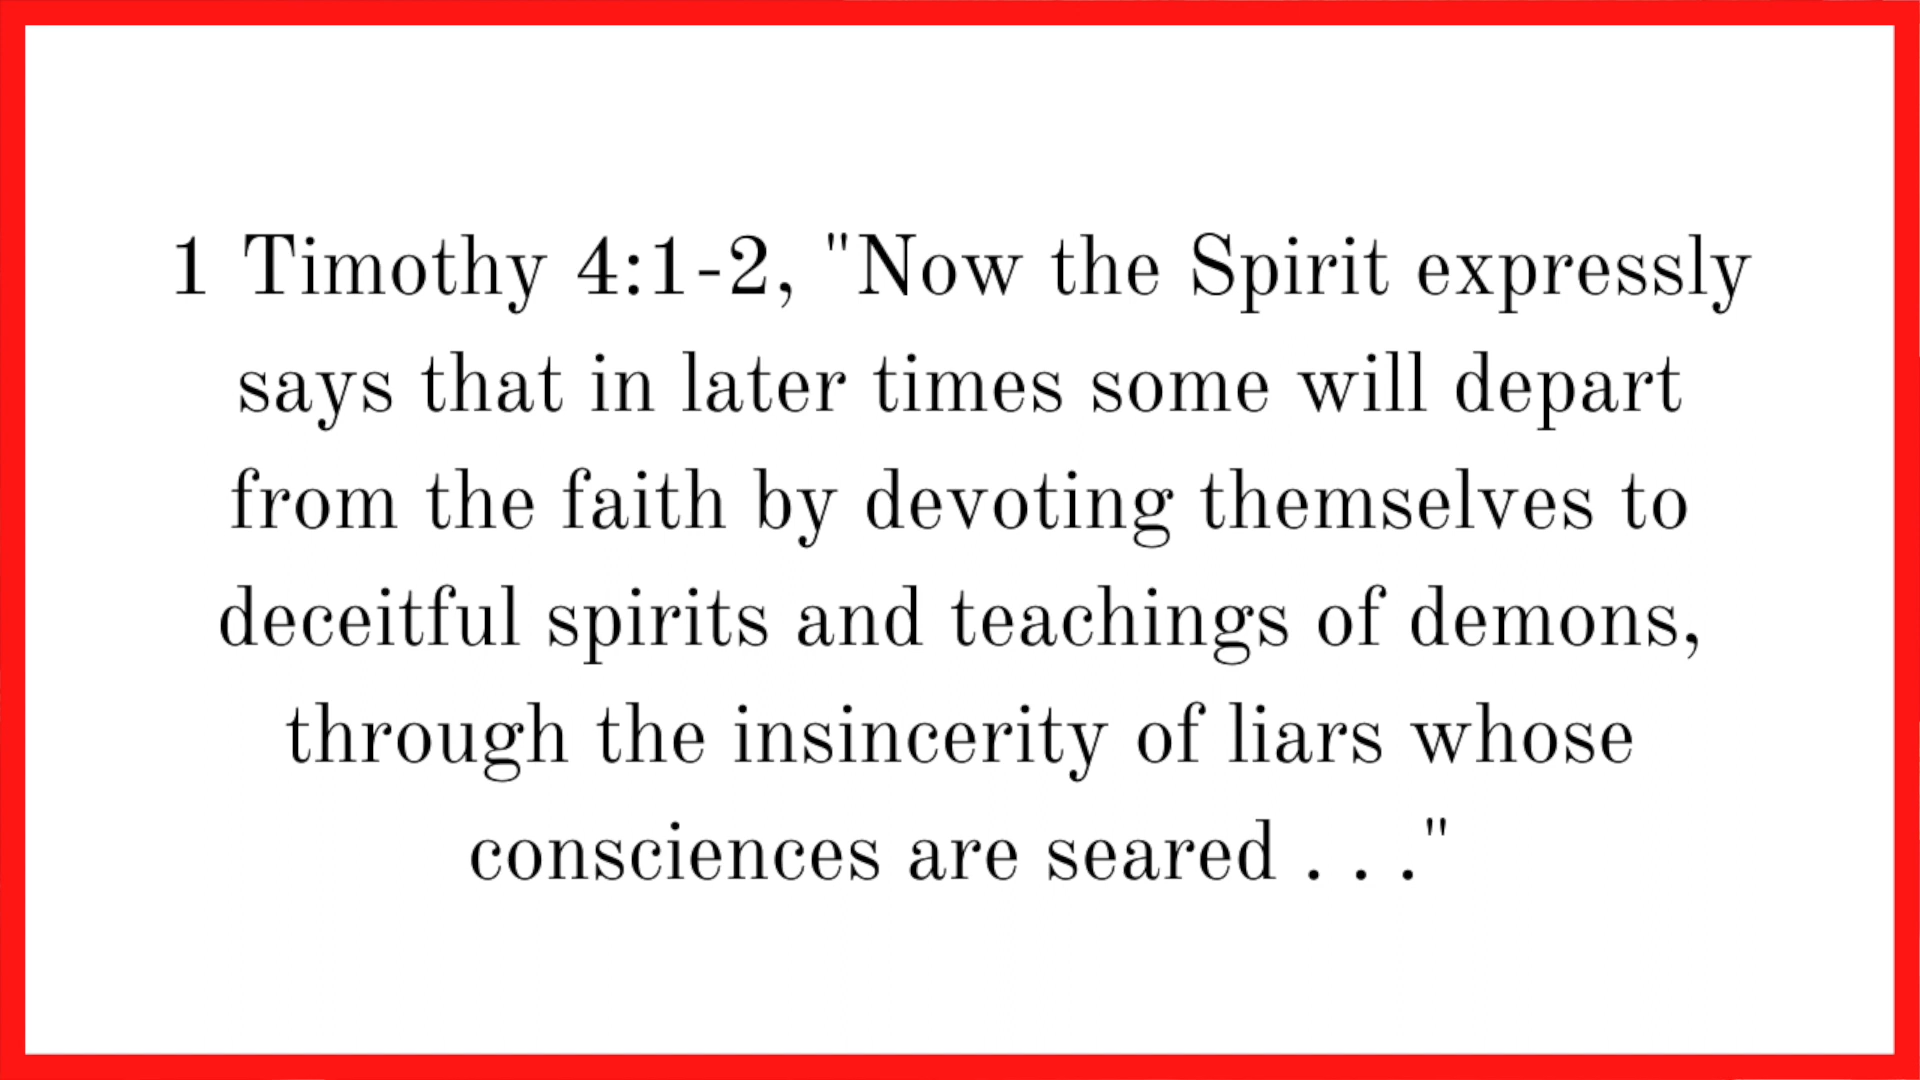 1 Timothy 4:1-2, "Now the Spirit expressly
says that in later times some will depart
from the faith by devoting themselves to
deceitful spirits and teachings of demons,
through the insincerity of liars whose
consciences are seared . . ."